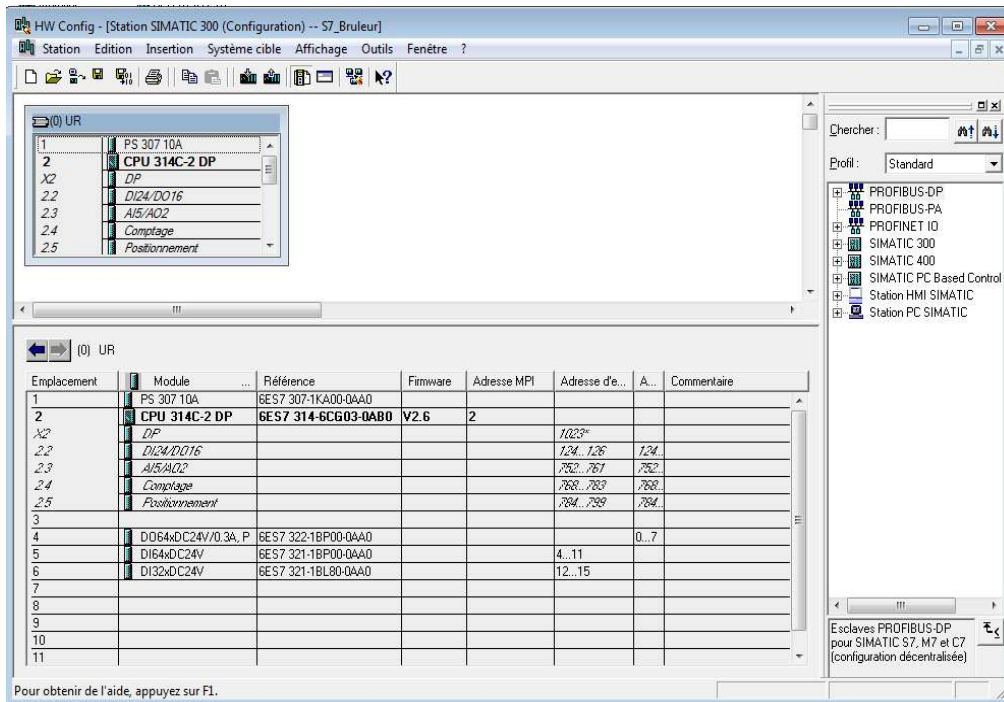 HW Config - [Station SIMATIC 300 (Configuration) -- S7_Bruleur]
Station Edition Insertion Système cible Affichage Outils Fenêtre ?
(0) UR
1 PS 307 10A
2 CPU 314C-2 DP
X2 DP
2.2 DI24/DO16
2.3 AI5/AO2
2.4 Comptage
2.5 Positionnement
Chercher :
Profil : Standard
PROFIBUS-DP
PROFIBUS-PA
PROFINET IO
SIMATIC 300
SIMATIC 400
SIMATIC PC Based Control
Station HMI SIMATIC
Station PC SIMATIC
(0) UR
Emplacement Module ... Référence Firmware Adresse MPI Adresse d'e... A... Commentaire
1 PS 307 10A 6ES7 307-1KA00-0AA0
2 CPU 314C-2 DP 6ES7 314-6CG03-0AB0 V2.6 2
X2 DP 1023*
2.2 DI24/DO16 124...126 124...
2.3 AI5/AO2 752...761 752...
2.4 Comptage 768...783 768...
2.5 Positionnement 784...799 784...
3
4 DO64xDC24V/0.3A, P 6ES7 322-1BP00-0AA0 0...7
5 DI64xDC24V 6ES7 321-1BP00-0AA0 4...11
6 DI32xDC24V 6ES7 321-1BL80-0AA0 12...15
7
8
9
10
11
Esclaves PROFIBUS-DP
pour SIMATIC S7, M7 et C7
(configuration décentralisée)
Pour obtenir de l'aide, appuyez sur F1.